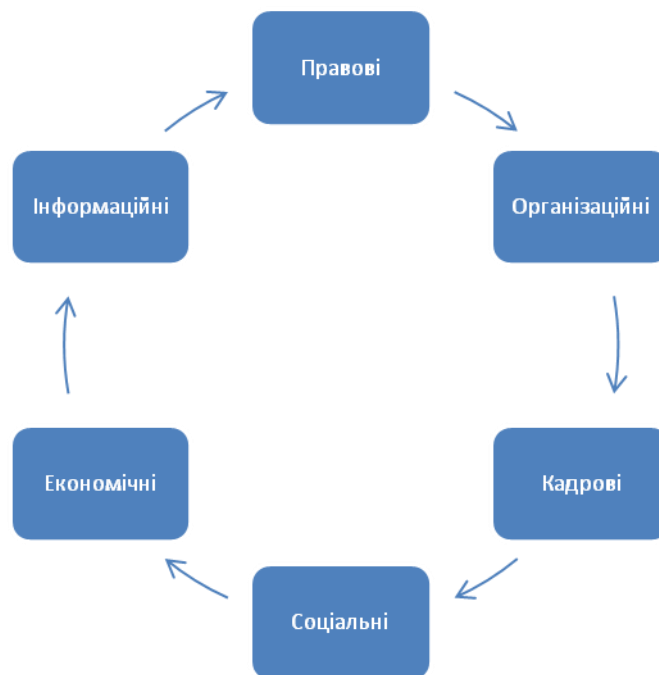 Правові
Організаційні
Кадрові
Соціальні
Економічні
Інформаційні